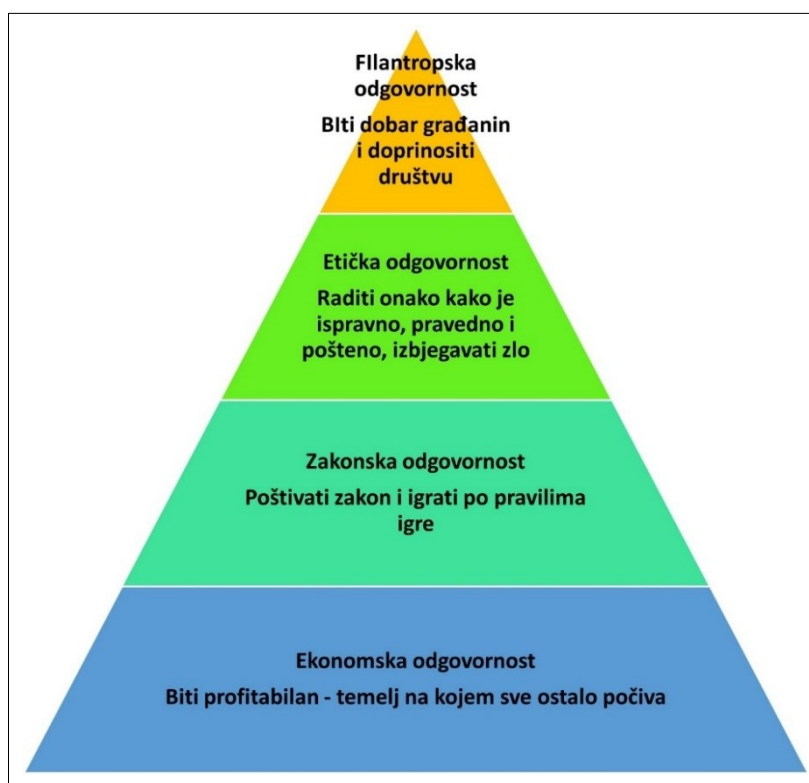 FIlantropska
odgovornost
BIti dobar građanin
i doprinositi
društvu
Etička odgovornost
Raditi onako kako je
ispravno, pravedno i
pošteno, izbjegavati zlo
Zakonska odgovornost
Poštivati zakon i igrati po pravilima
igre
Ekonomska odgovornost
Biti profitabilan - temelj na kojem sve ostalo počiva